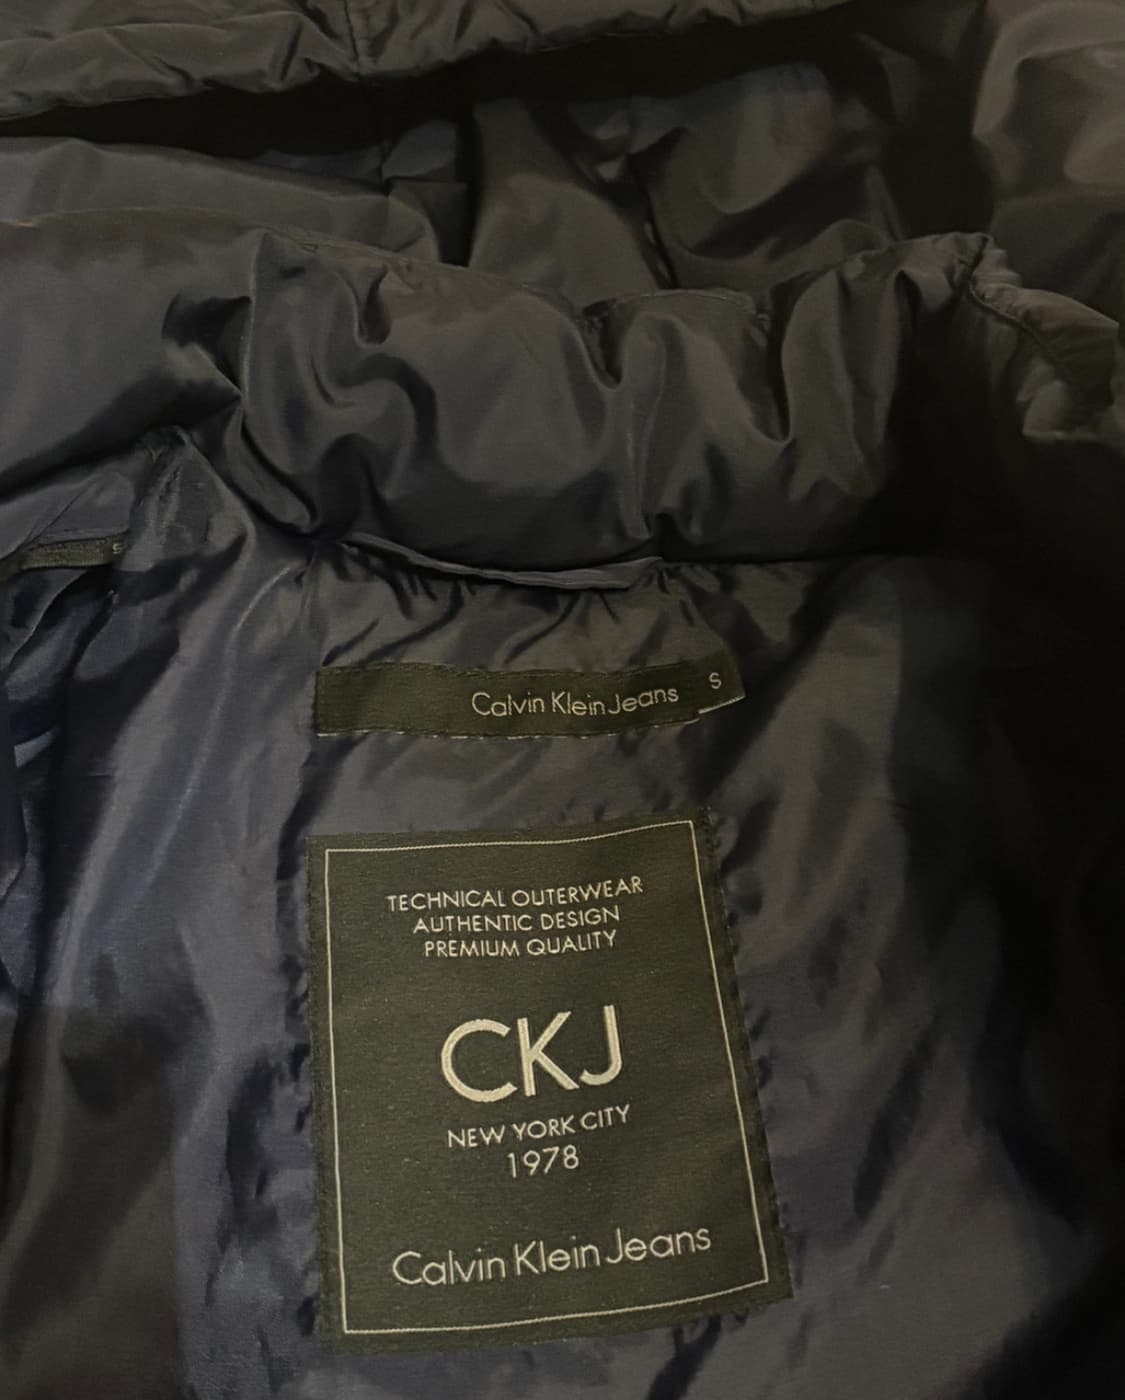 Calvin Klein Jeans S
TECHNICAL OUTERWEAR
AUTHENTIC DESIGN
PREMIUM QUALITY
CKJ
NEW YORK CITY
1978
Calvin Klein Jeans